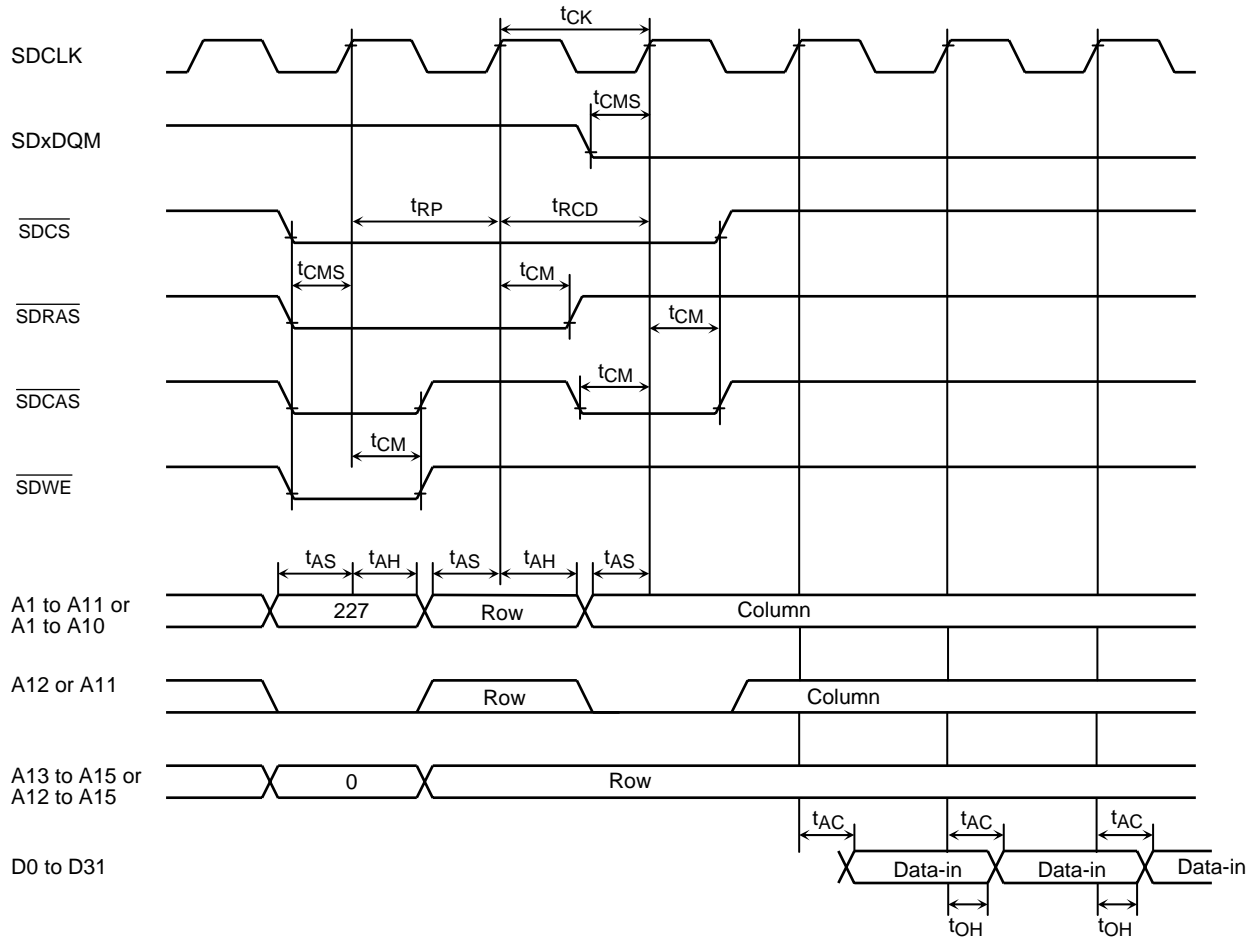 tCK
SDCLK
tCMS
SDxDQM
tRP
tRCD
SDCS
tCMS
tCM
SDRAS
tCM
tCM
SDCAS
tCM
SDWE
tAS
tAH
tAS
tAH
tAS
A1 to A11 or
A1 to A10
227
Row
Column
A12 or A11
Row
Column
A13 to A15 or
A12 to A15
0
Row
tAC
tAC
tAC
D0 to D31
Data-in
Data-in
Data-in
tOH
tOH